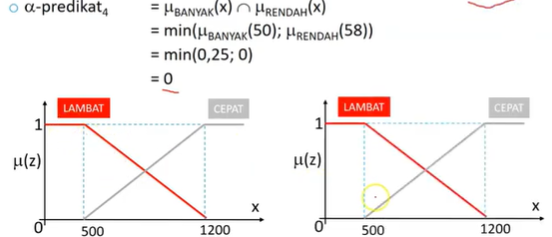 α-predikat₄ = μBANYAK(x) ∩ μRENDAH(x)
= min(μBANYAK(50); μRENDAH(58))
= min(0,25; 0)
= 0
LAMBAT CEPAT LAMBAT CEPAT
1 1
μ(z) μ(z)
x x
0 500 1200 0 500 1200